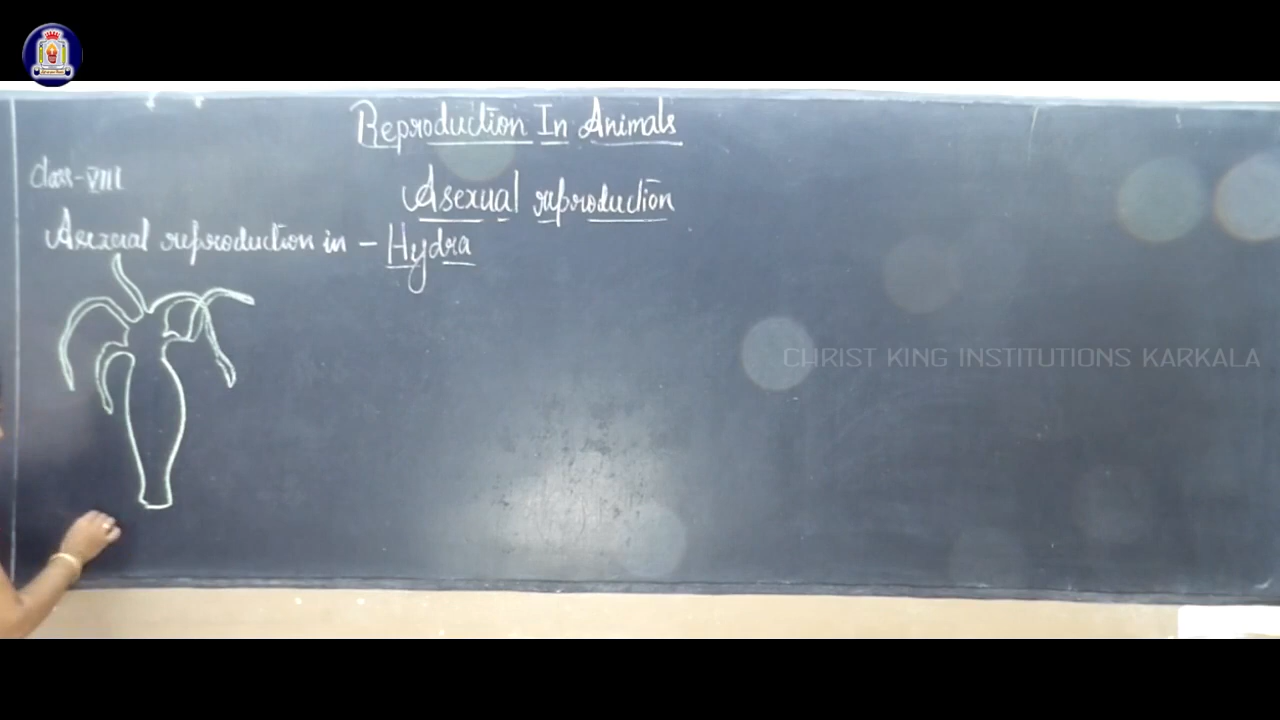 Reproduction In Animals
Class-VIII
Asexual reproduction
Asexual reproduction in - Hydra
CHRIST KING INSTITUTIONS KARKALA